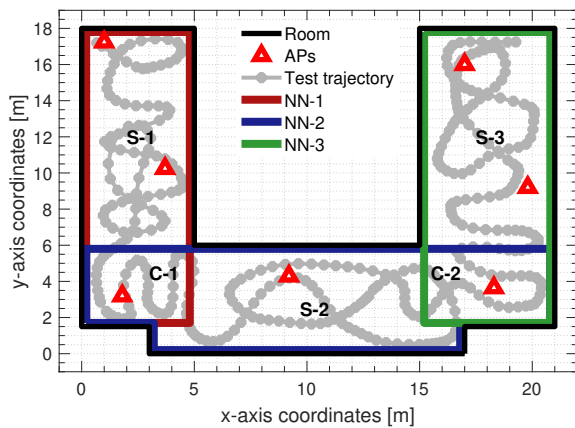 18
16
14
12
10
8
6
4
2
0
y-axis coordinates [m]
Room
APs
Test trajectory
NN-1
NN-2
NN-3
S-1
S-3
C-1
C-2
S-2
0
5
10
15
20
x-axis coordinates [m]